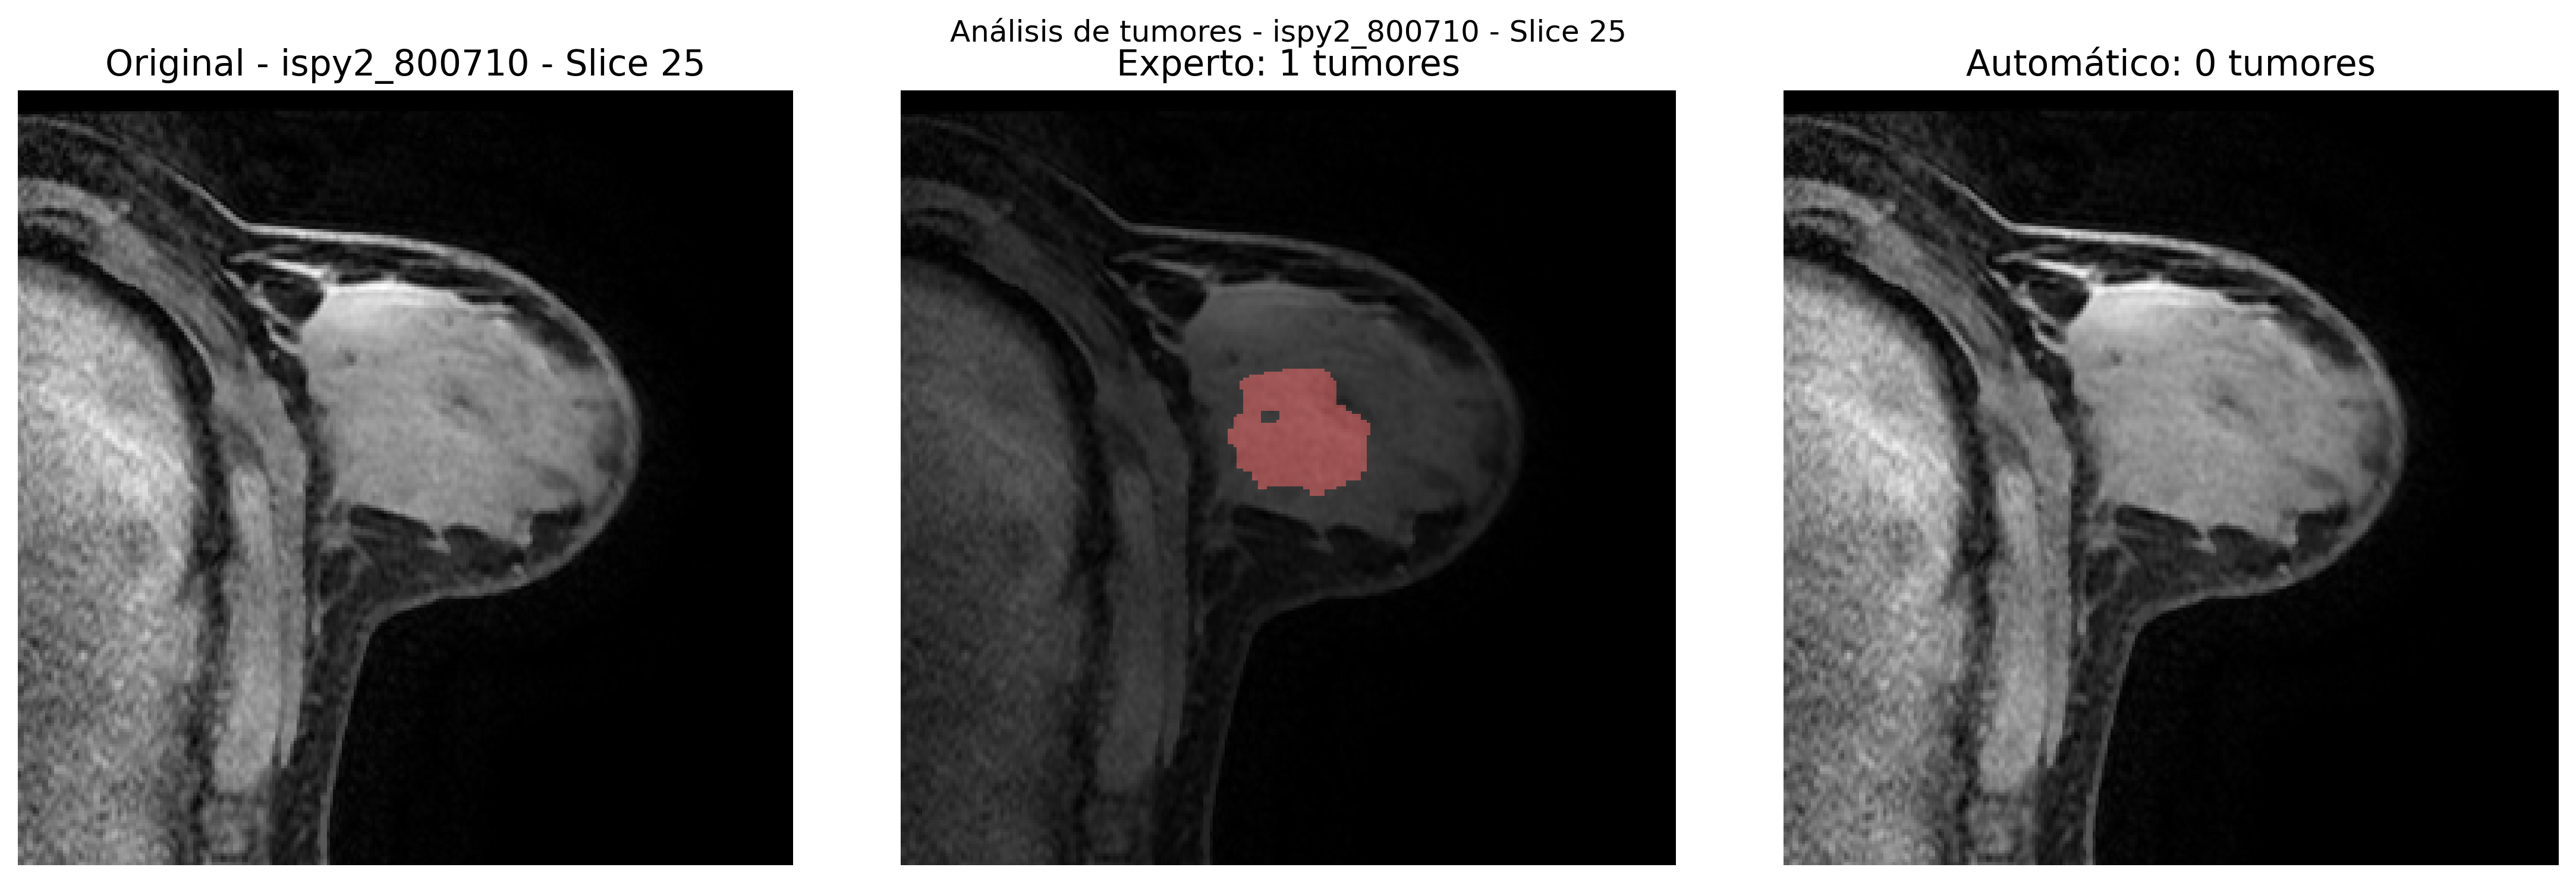 Análisis de tumores - ispy2_800710 - Slice 25
Original - ispy2_800710 - Slice 25
Experto: 1 tumores
Automático: 0 tumores